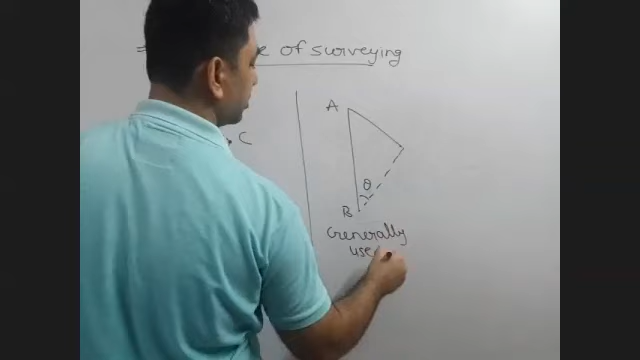 of surveying
C
A
θ
B
Generally
use